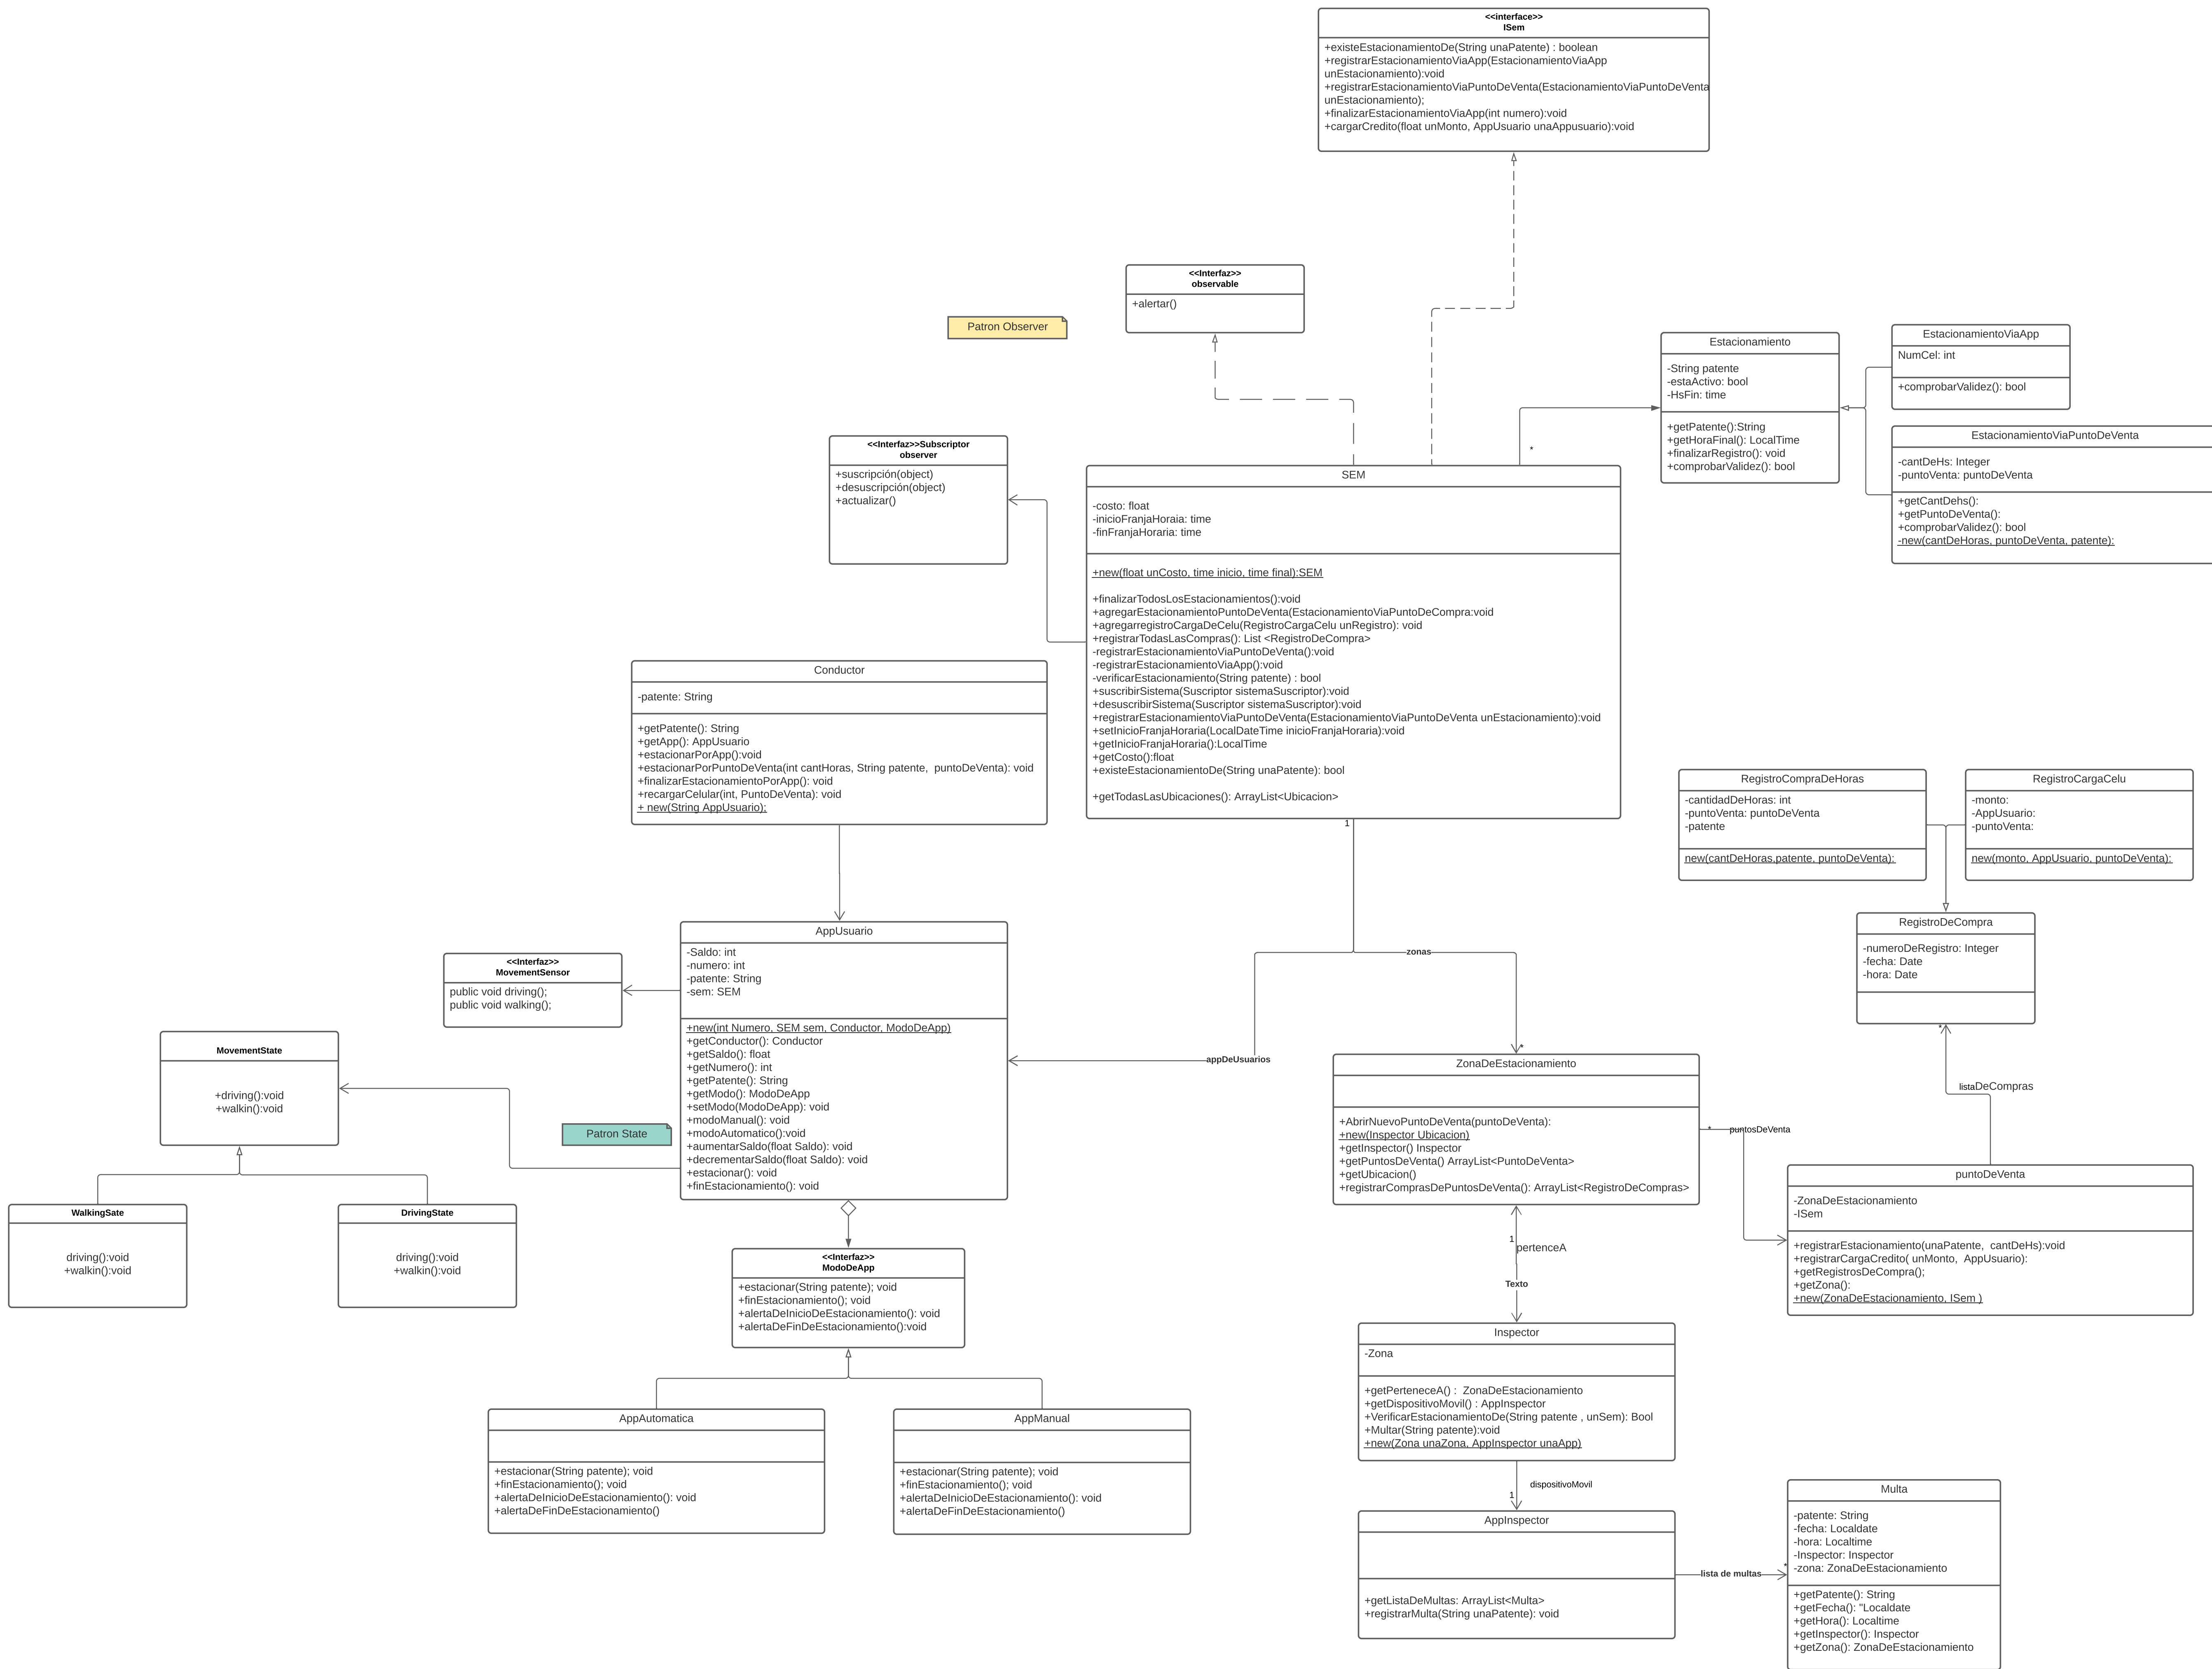 <<interface>>
ISem
+existeEstacionamientoDe(String unaPatente) : boolean
+registrarEstacionamientoViaApp(EstacionamientoViaApp
unEstacionamiento):void
+registrarEstacionamientoViaPuntoDeVenta(EstacionamientoViaPuntoDeVenta
unEstacionamiento);
+finalizarEstacionamientoViaApp(int numero):void
+cargarCredito(float unMonto, AppUsuario unaAppusuario):void
<<Interfaz>>
observable
+alertar()
Patron Observer
Estacionamiento
-String patente
-estaActivo: bool
-HsFin: time
+getPatente():String
+getHoraFinal(): LocalTime
+finalizarRegistro(): void
+comprobarValidez(): bool
EstacionamientoViaApp
NumCel: int
+comprobarValidez(): bool
EstacionamientoViaPuntoDeVenta
-cantDeHs: Integer
-puntoVenta: puntoDeVenta
+getCantDehs():
+getPuntoDeVenta():
+comprobarValidez(): bool
-new(cantDeHoras, puntoDeVenta, patente):
<<Interfaz>>Subscriptor
observer
+suscripción(object)
+desuscripción(object)
+actualizar()
*
SEM
-costo: float
-inicioFranjaHoraia: time
-finFranjaHoraria: time
+new(float unCosto, time inicio, time final):SEM
+finalizarTodosLosEstacionamientos():void
+agregarEstacionamientoPuntoDeVenta(EstacionamientoViaPuntoDeCompra:void
+agregarregistroCargaDeCelu(RegistroCargaCelu unRegistro): void
+registrarTodasLasCompras(): List <RegistroDeCompra>
-registrarEstacionamientoViaPuntoDeVenta():void
-registrarEstacionamientoViaApp():void
-verificarEstacionamiento(String patente) : bool
+suscribirSistema(Suscriptor sistemaSuscriptor):void
+desuscribirSistema(Suscriptor sistemaSuscriptor):void
+registrarEstacionamientoViaPuntoDeVenta(EstacionamientoViaPuntoDeVenta unEstacionamiento):void
+setInicioFranjaHoraria(LocalDateTime inicioFranjaHoraria):void
+getInicioFranjaHoraria():LocalTime
+getCosto():float
+existeEstacionamientoDe(String unaPatente): bool
+getTodasLasUbicaciones(): ArrayList<Ubicacion>
1
Conductor
-patente: String
+getPatente(): String
+getApp(): AppUsuario
+estacionarPorApp():void
+estacionarPorPuntoDeVenta(int cantHoras, String patente,  puntoDeVenta): void
+finalizarEstacionamientoPorApp(): void
+recargarCelular(int, PuntoDeVenta): void
+ new(String AppUsuario);
RegistroCompraDeHoras
-cantidadDeHoras: int
-puntoVenta: puntoDeVenta
-patente
new(cantDeHoras,patente, puntoDeVenta):
RegistroCargaCelu
-monto:
-AppUsuario:
-puntoVenta:
new(monto, AppUsuario, puntoDeVenta):
RegistroDeCompra
-numeroDeRegistro: Integer
-fecha: Date
-hora: Date
*
listaDeCompras
AppUsuario
-Saldo: int
-numero: int
-patente: String
-sem: SEM
+new(int Numero, SEM sem, Conductor, ModoDeApp)
+getConductor(): Conductor
+getSaldo(): float
+getNumero(): int
+getPatente(): String
+getModo(): ModoDeApp
+setModo(ModoDeApp): void
+modoManual(): void
+modoAutomatico():void
+aumentarSaldo(float Saldo): void
+decrementarSaldo(float Saldo): void
+estacionar(): void
+finEstacionamiento(): void
<<Interfaz>>
MovementSensor
public void driving();
public void walking();
MovementState
+driving():void
+walkin():void
Patron State
WalkingSate
driving():void
+walkin():void
DrivingState
driving():void
+walkin():void
zonas
appDeUsuarios
*
ZonaDeEstacionamiento
+AbrirNuevoPuntoDeVenta(puntoDeVenta):
+new(Inspector Ubicacion)
+getInspector() Inspector
+getPuntosDeVenta() ArrayList<PuntoDeVenta>
+getUbicacion()
+registrarComprasDePuntosDeVenta(): ArrayList<RegistroDeCompras>
*
puntosDeVenta
puntoDeVenta
-ZonaDeEstacionamiento
-ISem
+registrarEstacionamiento(unaPatente,  cantDeHs):void
+registrarCargaCredito( unMonto,  AppUsuario):
+getRegistrosDeCompra();
+getZona():
+new(ZonaDeEstacionamiento, ISem )
1
pertenceA
Texto
<<Interfaz>>
ModoDeApp
+estacionar(String patente); void
+finEstacionamiento(); void
+alertaDeInicioDeEstacionamiento(): void
+alertaDeFinDeEstacionamiento():void
AppAutomatica
+estacionar(String patente); void
+finEstacionamiento(); void
+alertaDeInicioDeEstacionamiento(): void
+alertaDeFinDeEstacionamiento()
AppManual
+estacionar(String patente); void
+finEstacionamiento(); void
+alertaDeInicioDeEstacionamiento(): void
+alertaDeFinDeEstacionamiento()
Inspector
-Zona
+getPerteneceA() :  ZonaDeEstacionamiento
+getDispositivoMovil() : AppInspector
+VerificarEstacionamientoDe(String patente , unSem): Bool
+Multar(String patente):void
+new(Zona unaZona, AppInspector unaApp)
dispositivoMovil
1
AppInspector
+getListaDeMultas: ArrayList<Multa>
+registrarMulta(String unaPatente): void
lista de multas
*
Multa
-patente: String
-fecha: Localdate
-hora: Localtime
-Inspector: Inspector
-zona: ZonaDeEstacionamiento
+getPatente(): String
+getFecha(): "Localdate
+getHora(): Localtime
+getInspector(): Inspector
+getZona(): ZonaDeEstacionamiento